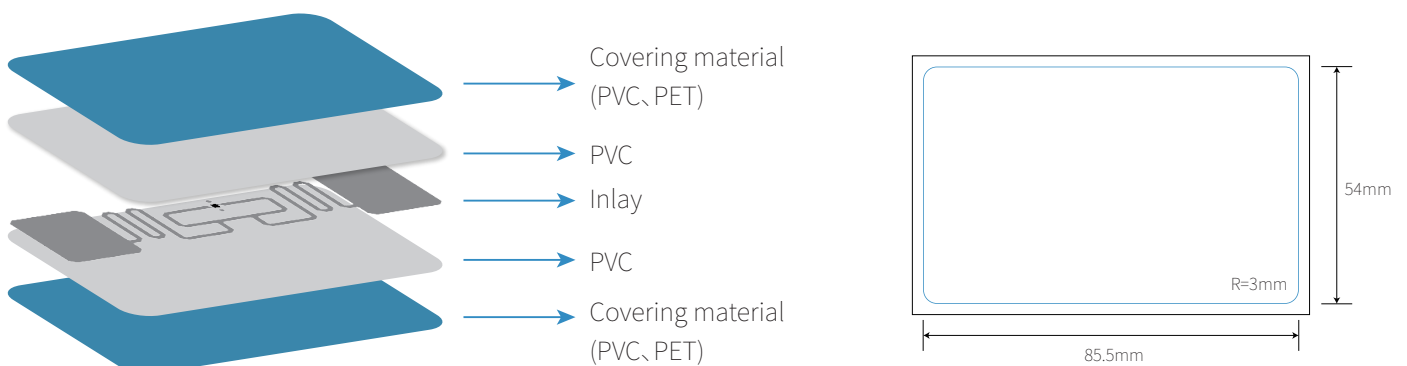 Covering material
(PVC、PET)
PVC
Inlay
PVC
Covering material
(PVC、PET)
54mm
R=3mm
85.5mm